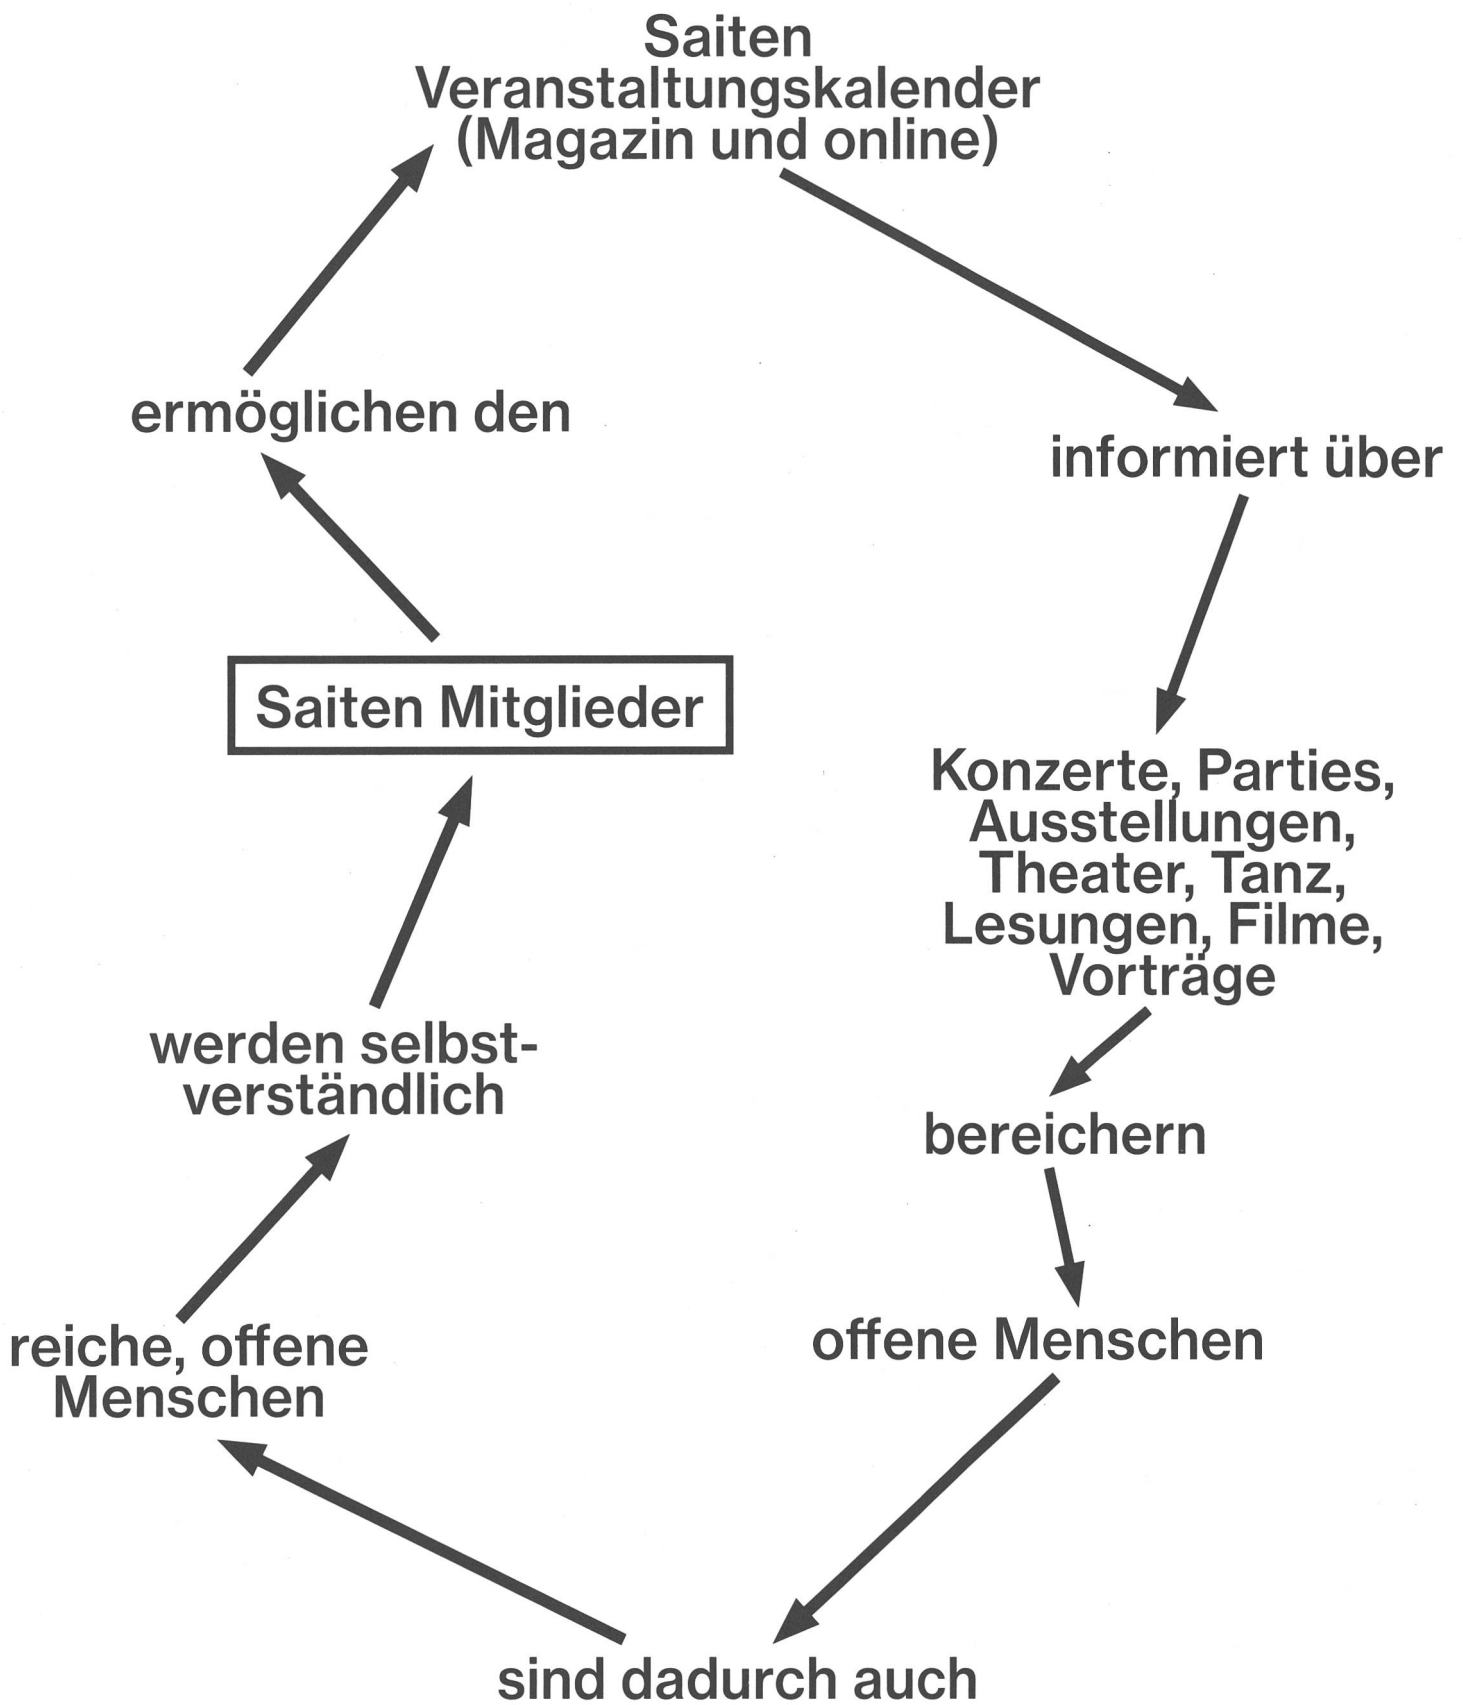 Saiten
Veranstaltungskalender
(Magazin und online)
informiert über
Konzerte, Parties,
Ausstellungen,
Theater, Tanz,
Lesungen, Filme,
Vorträge
bereichern
offene Menschen
sind dadurch auch
reiche, offene
Menschen
werden selbst-
verständlich
Saiten Mitglieder
ermöglichen den